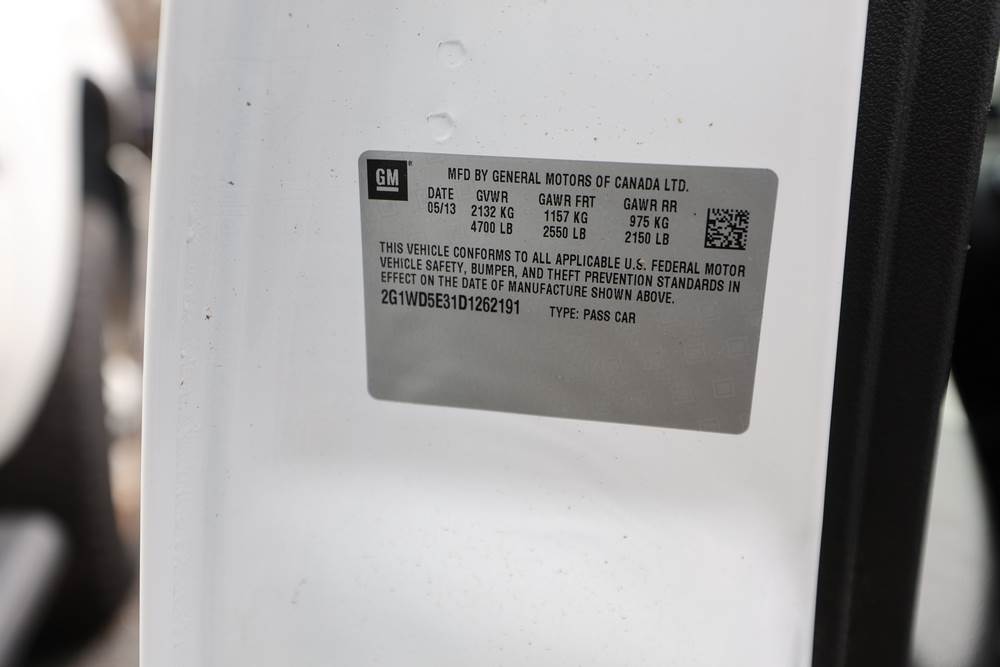 GM
MFD BY GENERAL MOTORS OF CANADA LTD.
DATE GVWR GAWR FRT GAWR RR
05/13 2132 KG 1157 KG 975 KG
4700 LB 2550 LB 2150 LB
THIS VEHICLE CONFORMS TO ALL APPLICABLE U.S. FEDERAL MOTOR
VEHICLE SAFETY, BUMPER, AND THEFT PREVENTION STANDARDS IN
EFFECT ON THE DATE OF MANUFACTURE SHOWN ABOVE.
2G1WD5E31D1262191 TYPE: PASS CAR